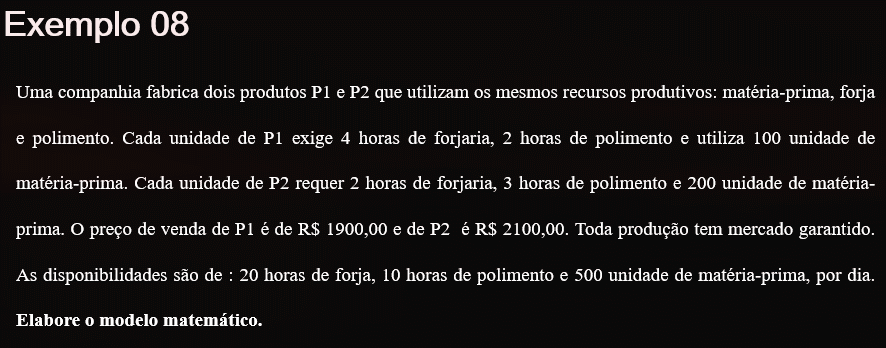 Exemplo 08
Uma companhia fabrica dois produtos P1 e P2 que utilizam os mesmos recursos produtivos: matéria-prima, forja
e polimento. Cada unidade de P1 exige 4 horas de forjaria, 2 horas de polimento e utiliza 100 unidade de
matéria-prima. Cada unidade de P2 requer 2 horas de forjaria, 3 horas de polimento e 200 unidade de matéria-
prima. O preço de venda de P1 é de R$ 1900,00 e de P2 é R$ 2100,00. Toda produção tem mercado garantido.
As disponibilidades são de : 20 horas de forja, 10 horas de polimento e 500 unidade de matéria-prima, por dia.
Elabore o modelo matemático.